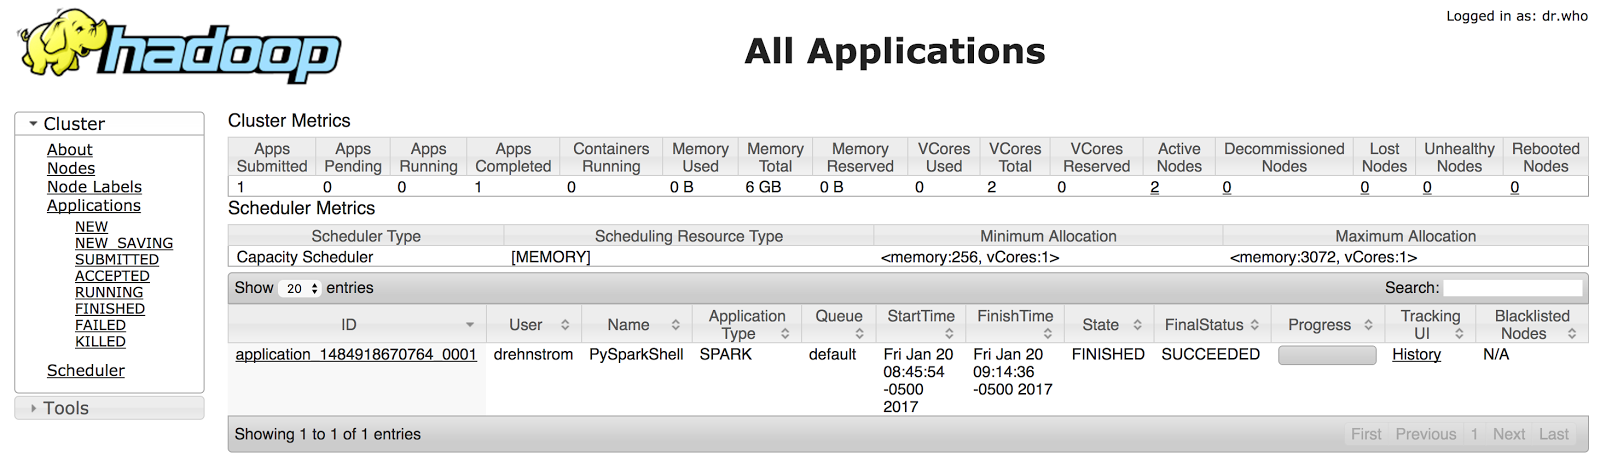 Logged in as: dr.who
hadoop
All Applications
Cluster
About
Nodes
Node Labels
Applications
NEW
NEW_SAVING
SUBMITTED
ACCEPTED
RUNNING
FINISHED
FAILED
KILLED
Scheduler
Tools
Cluster Metrics
Apps Submitted Apps Pending Apps Running Apps Completed Containers Running Memory Used Memory Total Memory Reserved VCores Used VCores Total VCores Reserved Active Nodes Decommissioned Nodes Lost Nodes Unhealthy Nodes Rebooted Nodes
1 0 0 1 0 0 B 6 GB 0 B 0 2 0 2 0 0 0 0
Scheduler Metrics
Scheduler Type Scheduling Resource Type Minimum Allocation Maximum Allocation
Capacity Scheduler [MEMORY] <memory:256, vCores:1> <memory:3072, vCores:1>
Show 20 entries Search:
ID User Name Application Type Queue StartTime FinishTime State FinalStatus Progress Tracking UI Blacklisted Nodes
application_1484918670764_0001 drehnstrom PySparkShell SPARK default Fri Jan 20 08:45:54 -0500 2017 Fri Jan 20 09:14:36 -0500 2017 FINISHED SUCCEEDED History N/A
Showing 1 to 1 of 1 entries First Previous 1 Next Last